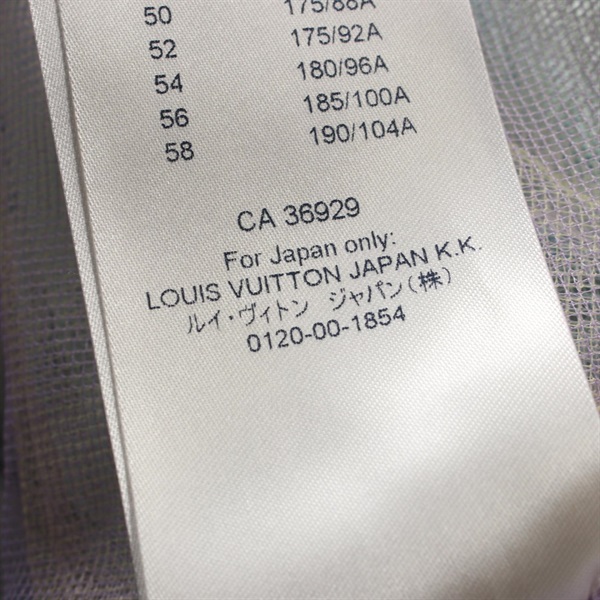 50 175/88A
52 175/92A
54 180/96A
56 185/100A
58 190/104A
CA 36929
For Japan only:
LOUIS VUITTON JAPAN K.K.
ルイ・ヴィトン ジャパン(株)
0120-00-1854